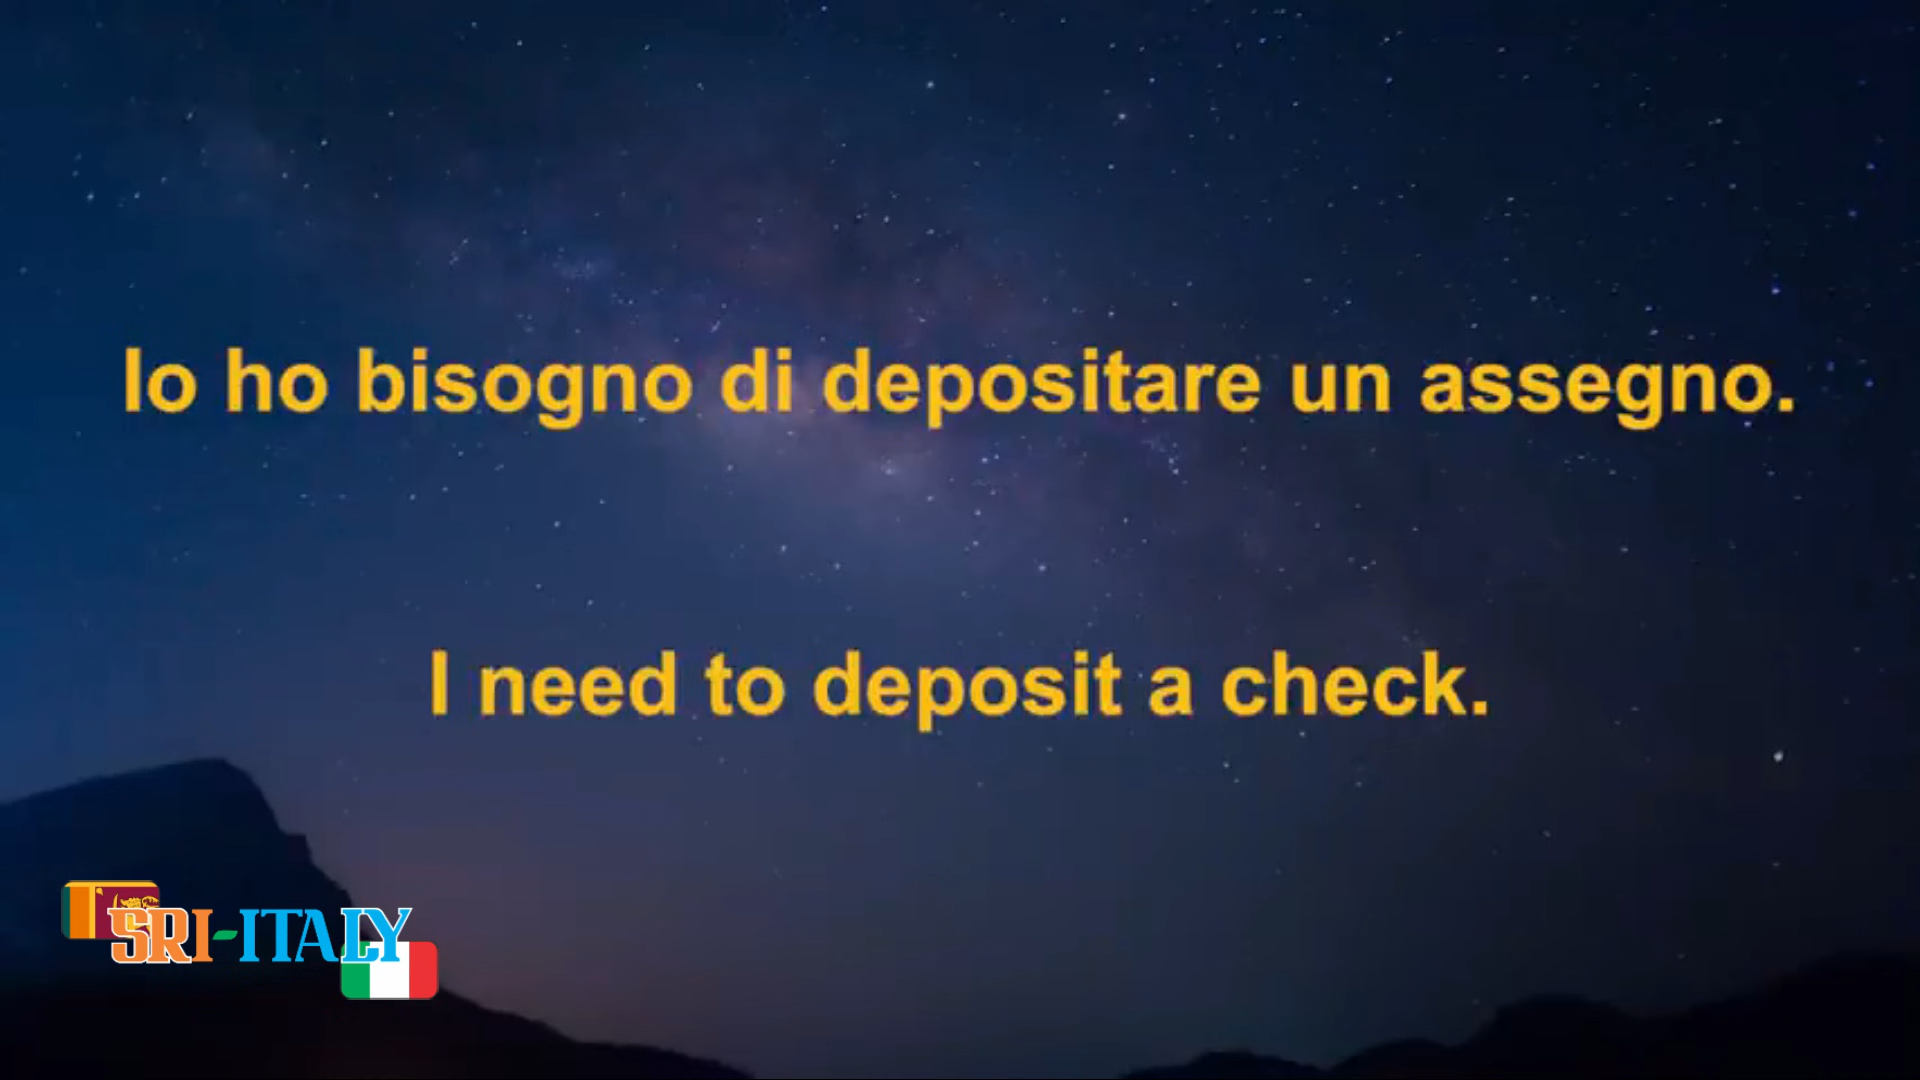 Io ho bisogno di depositare un assegno.
I need to deposit a check.
SRI-ITALY